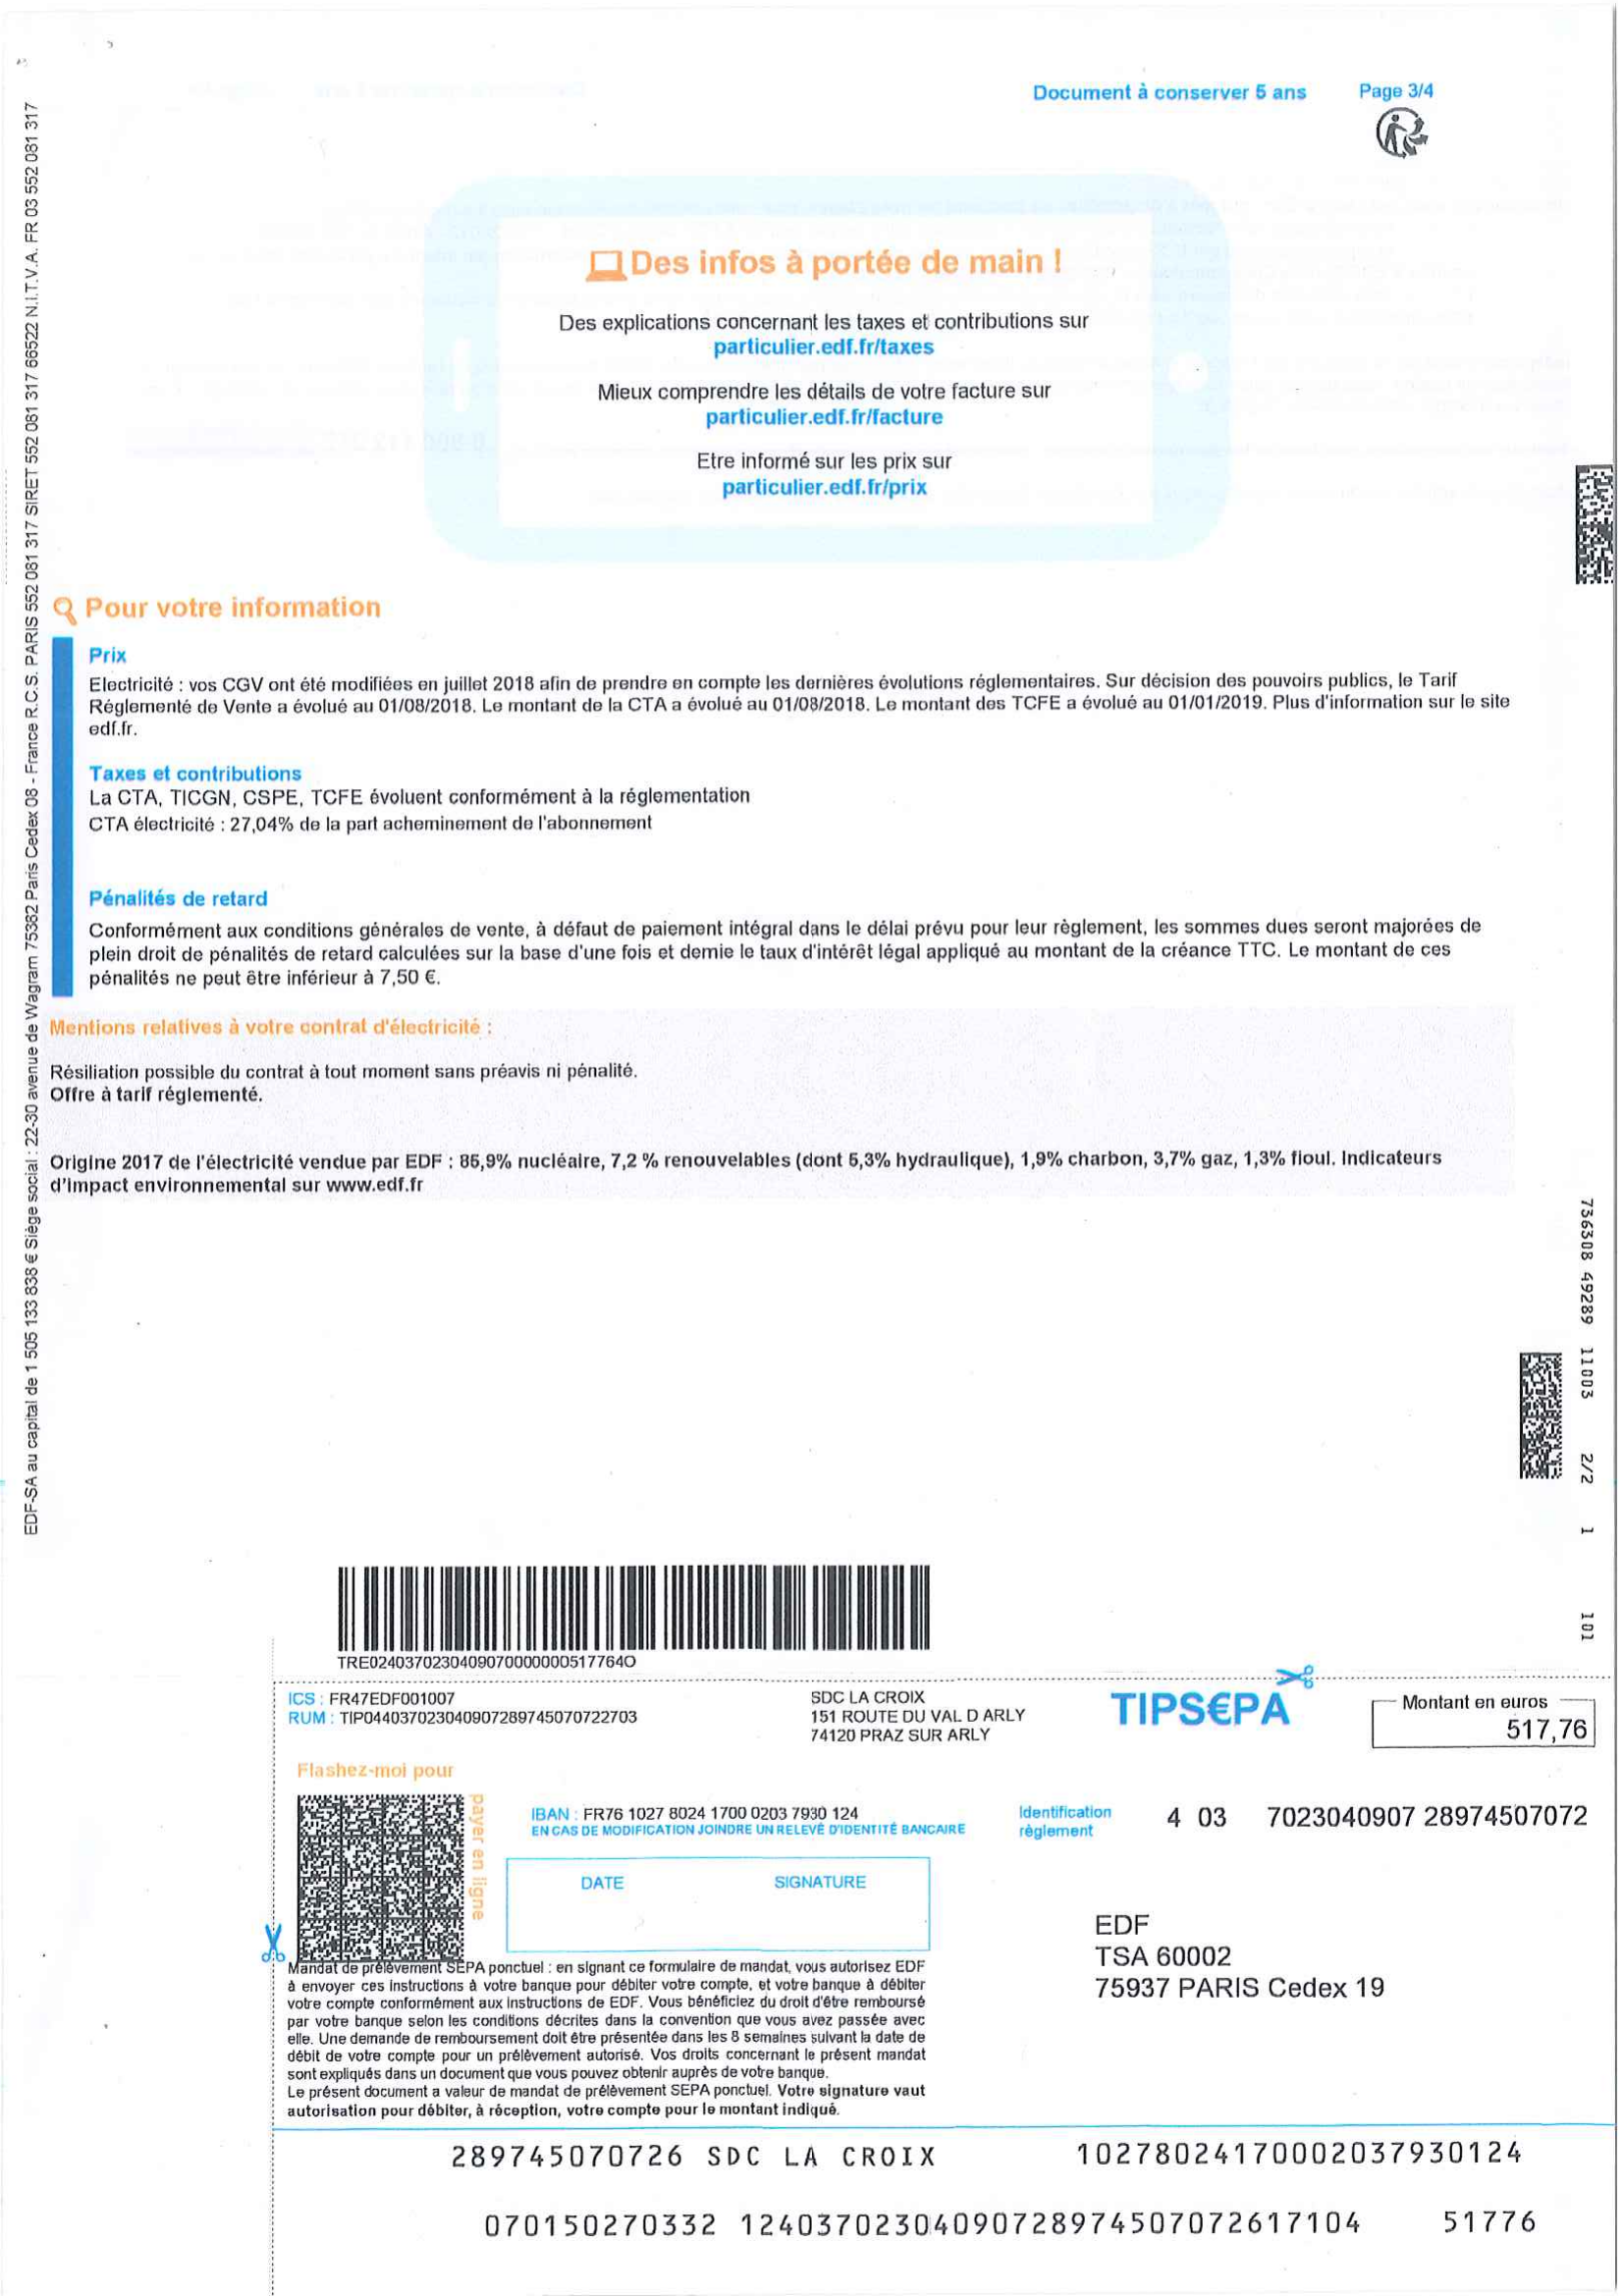 Document à conserver 5 ans Page 3/4
Des infos à portée de main !
Des explications concernant les taxes et contributions sur
particulier.edf.fr/taxes
Mieux comprendre les détails de votre facture sur
particulier.edf.fr/facture
Etre informé sur les prix sur
particulier.edf.fr/prix
EDF-SA au capital de 1 505 133 838 € Siège social : 22-30 avenue de Wagram 75382 Paris Cedex 08 - France R.C.S. PARIS 552 081 317 SIRET 552 081 317 66522 N.I.T.V.A. FR 03 552 081 317
Pour votre information
Prix
Electricité : vos CGV ont été modifiées en juillet 2018 afin de prendre en compte les dernières évolutions réglementaires. Sur décision des pouvoirs publics, le Tarif
Réglementé de Vente a évolué au 01/08/2018. Le montant de la CTA a évolué au 01/08/2018. Le montant des TCFE a évolué au 01/01/2019. Plus d'information sur le site
edf.fr.
Taxes et contributions
La CTA, TICGN, CSPE, TCFE évoluent conformément à la réglementation
CTA électricité : 27,04% de la part acheminement de l'abonnement
Pénalités de retard
Conformément aux conditions générales de vente, à défaut de paiement intégral dans le délai prévu pour leur règlement, les sommes dues seront majorées de
plein droit de pénalités de retard calculées sur la base d'une fois et demie le taux d'intérêt légal appliqué au montant de la créance TTC. Le montant de ces
pénalités ne peut être inférieur à 7,50 €.
Mentions relatives à votre contrat d'électricité :
Résiliation possible du contrat à tout moment sans préavis ni pénalité.
Offre à tarif réglementé.
Origine 2017 de l'électricité vendue par EDF : 85,9% nucléaire, 7,2 % renouvelables (dont 5,3% hydraulique), 1,9% charbon, 3,7% gaz, 1,3% fioul. Indicateurs
d'impact environnemental sur www.edf.fr
736308 49289 11003 2/2 1 101
TRE02403702304090700000005177640
ICS : FR47EDF001007
RUM : TIP04403702304090728974507072​2703
SDC LA CROIX
151 ROUTE DU VAL D ARLY
74120 PRAZ SUR ARLY
TIPS€PA
Montant en euros
517,76
Flashez-moi pour
payer en ligne
IBAN : FR76 1027 8024 1700 0203 7930 124
EN CAS DE MODIFICATION JOINDRE UN RELEVÉ D'IDENTITÉ BANCAIRE
Identification
règlement
4 03 7023040907 28974507072
DATE SIGNATURE
EDF
TSA 60002
75937 PARIS Cedex 19
Mandat de prélèvement SEPA ponctuel : en signant ce formulaire de mandat, vous autorisez EDF
à envoyer ces instructions à votre banque pour débiter votre compte, et votre banque à débiter
votre compte conformément aux instructions de EDF. Vous bénéficiez du droit d'être remboursé
par votre banque selon les conditions décrites dans la convention que vous avez passée avec
elle. Une demande de remboursement doit être présentée dans les 8 semaines suivant la date de
débit de votre compte pour un prélèvement autorisé. Vos droits concernant le présent mandat
sont expliqués dans un document que vous pouvez obtenir auprès de votre banque.
Le présent document a valeur de mandat de prélèvement SEPA ponctuel. Votre signature vaut
autorisation pour débiter, à réception, votre compte pour le montant indiqué.
289745070726 SDC LA CROIX 10278024170002037930124
070150270332 124037023040907289745070726​17104 51776